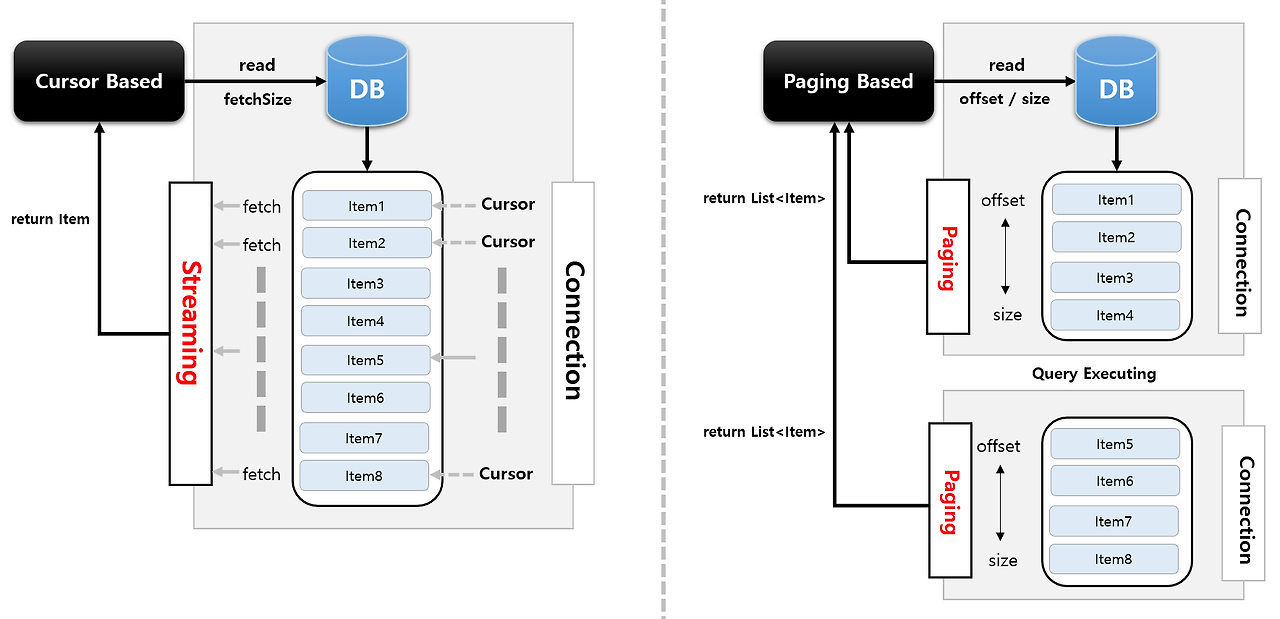 Cursor Based
read
fetchSize
DB
return Item
Streaming
fetch
fetch
fetch
Item1
Item2
Item3
Item4
Item5
Item6
Item7
Item8
Cursor
Cursor
Cursor
Connection
Paging Based
read
offset / size
DB
return List<Item>
Paging
offset
size
Item1
Item2
Item3
Item4
Connection
Query Executing
return List<Item>
Paging
offset
size
Item5
Item6
Item7
Item8
Connection